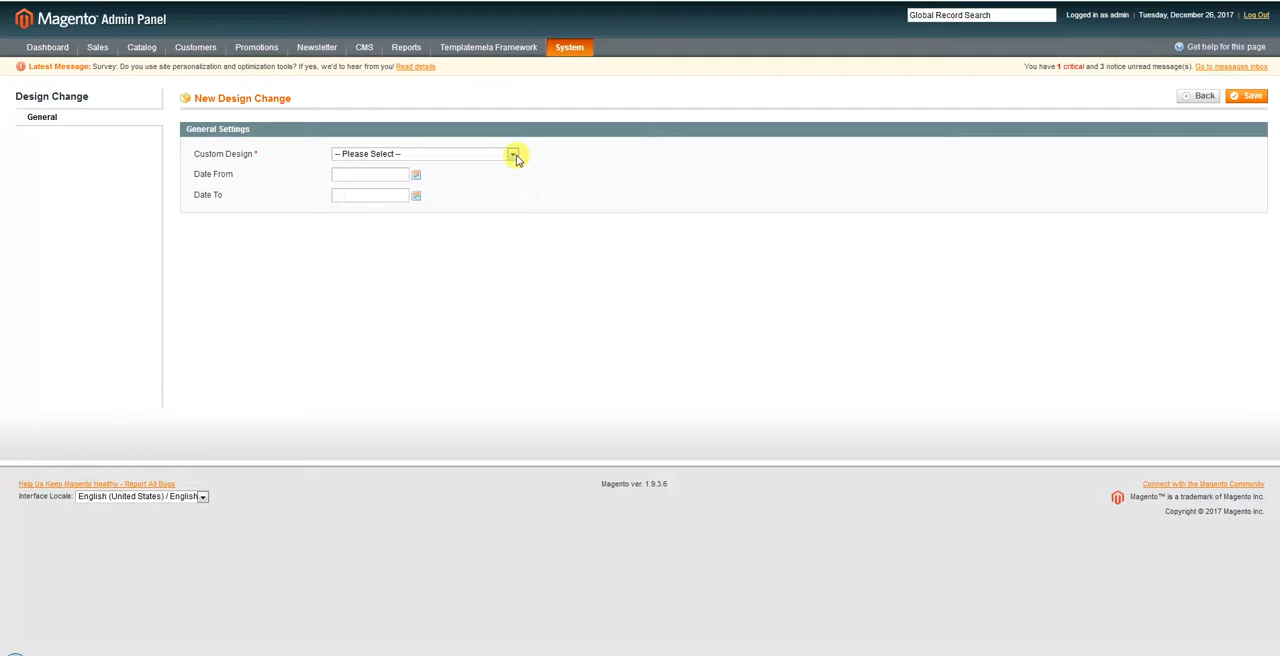 Magento Admin Panel
Global Record Search
Logged in as admin | Tuesday, December 26, 2017 | Log Out
Dashboard Sales Catalog Customers Promotions Newsletter CMS Reports Templatemela Framework System
Get help for this page
Latest Message: Survey: Do you use site personalization and optimization tools? If yes, we'd to hear from you! Read details
You have 1 critical and 3 notice unread message(s). Go to messages inbox
Design Change
General
New Design Change
Back Save
General Settings
Custom Design * -- Please Select --
Date From
Date To
Help Us Keep Magento Healthy - Report All Bugs
Interface Locale: English (United States) / English
Magento ver. 1.9.3.6
Connect with the Magento Community
Magento™ is a trademark of Magento Inc.
Copyright © 2017 Magento Inc.